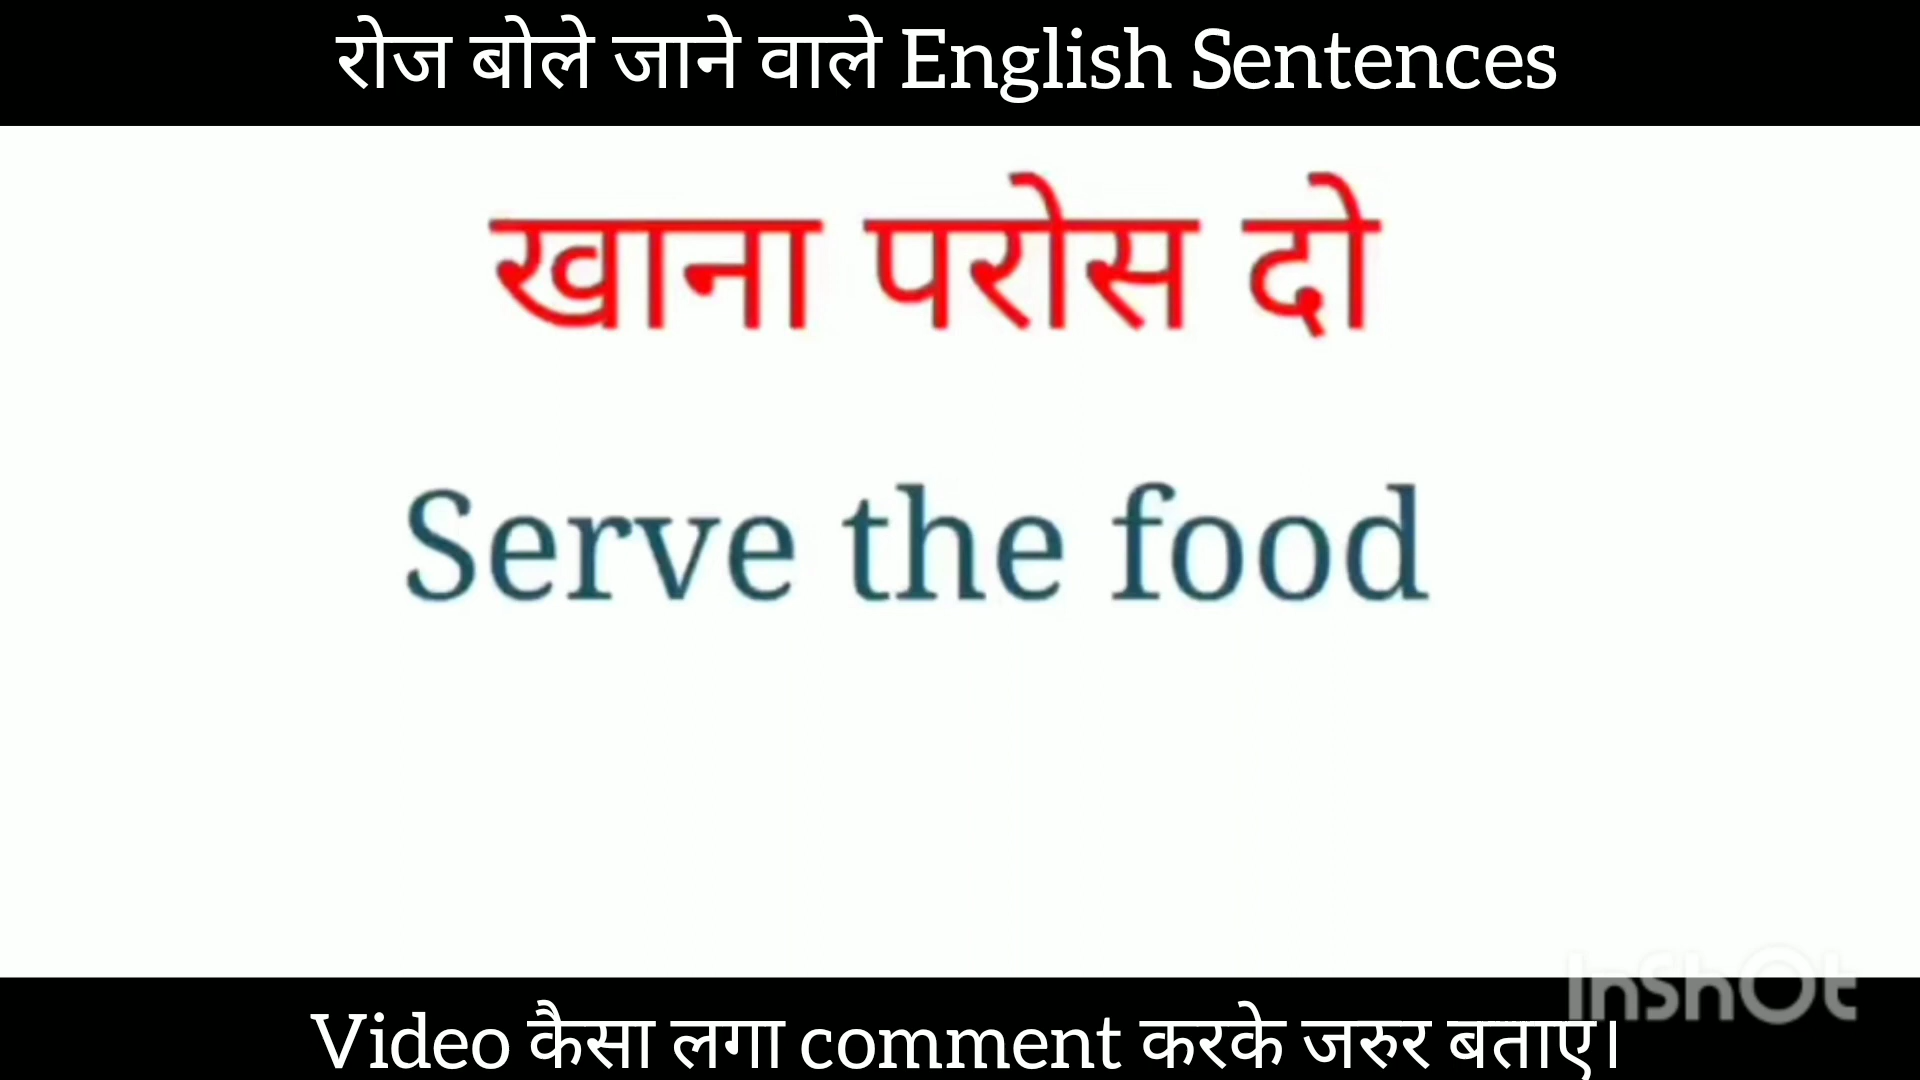 रोज बोले जाने वाले English Sentences
खाना परोस दो
Serve the food
InShOt
Video कैसा लगा comment करके जरुर बताए।